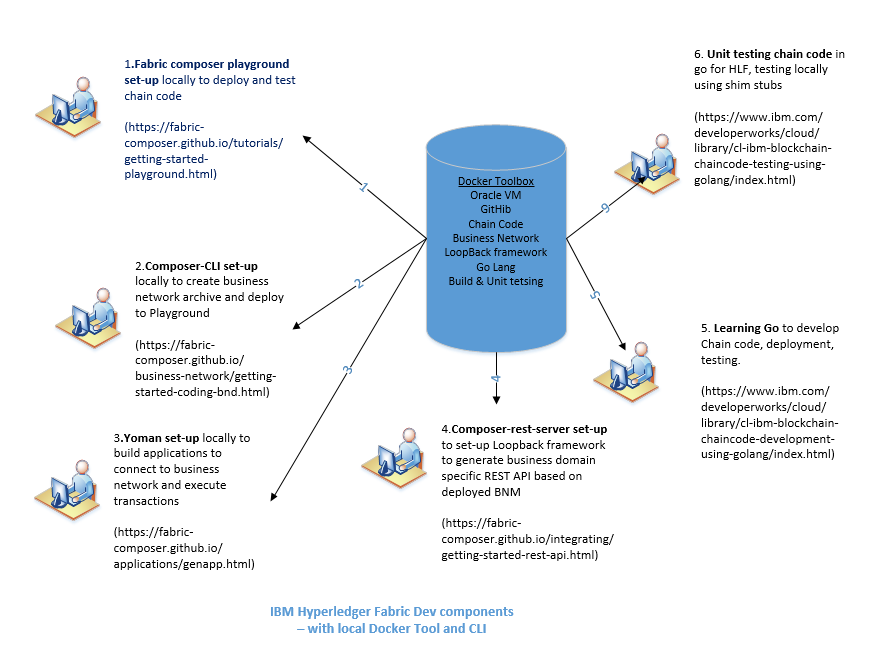 1.Fabric composer playground
set-up locally to deploy and test
chain code
(https://fabric-
composer.github.io/tutorials/
getting-started-
playground.html)
2.Composer-CLI set-up
locally to create business
network archive and deploy
to Playground
(https://fabric-
composer.github.io/
business-network/getting-
started-coding-bnd.html)
3.Yoman set-up locally to
build applications to
connect to business
network and execute
transactions
(https://fabric-
composer.github.io/
applications/genapp.html)
Docker Toolbox
Oracle VM
GitHib
Chain Code
Business Network
LoopBack framework
Go Lang
Build & Unit tetsing
1
2
3
4
5
6
4.Composer-rest-server set-up
to set-up Loopback framework
to generate business domain
specific REST API based on
deployed BNM
(https://fabric-
composer.github.io/integrating/
getting-started-rest-api.html)
6. Unit testing chain code in
go for HLF, testing locally
using shim stubs
(https://www.ibm.com/
developerworks/cloud/
library/cl-ibm-blockchain-
chaincode-testing-using-
golang/index.html)
5. Learning Go to develop
Chain code, deployment,
testing.
(https://www.ibm.com/
developerworks/cloud/
library/cl-ibm-blockchain-
chaincode-development-
using-golang/index.html)
IBM Hyperledger Fabric Dev components
– with local Docker Tool and CLI